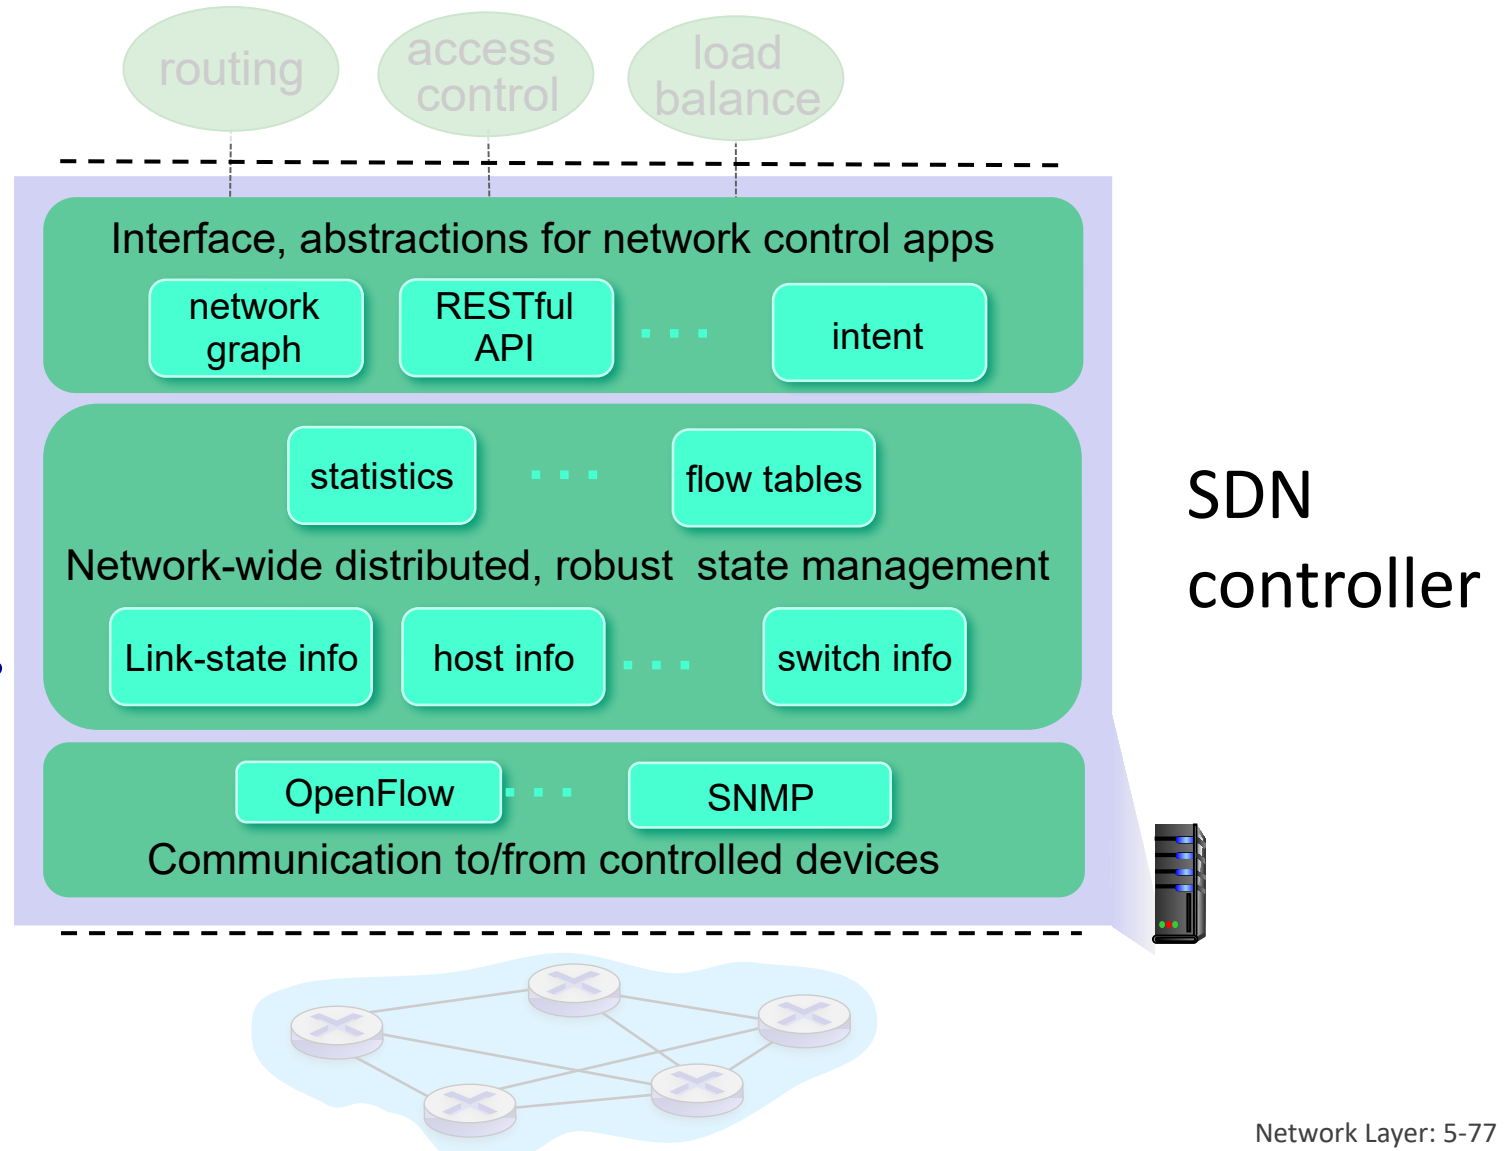 routing
access
control
load
balance
Interface, abstractions for network control apps
network
graph
RESTful
API
. . .
intent
statistics
. . .
flow tables
Network-wide distributed, robust  state management
Link-state info
host info
. . .
switch info
OpenFlow
. . .
SNMP
Communication to/from controlled devices
SDN
controller
Network Layer: 5-77